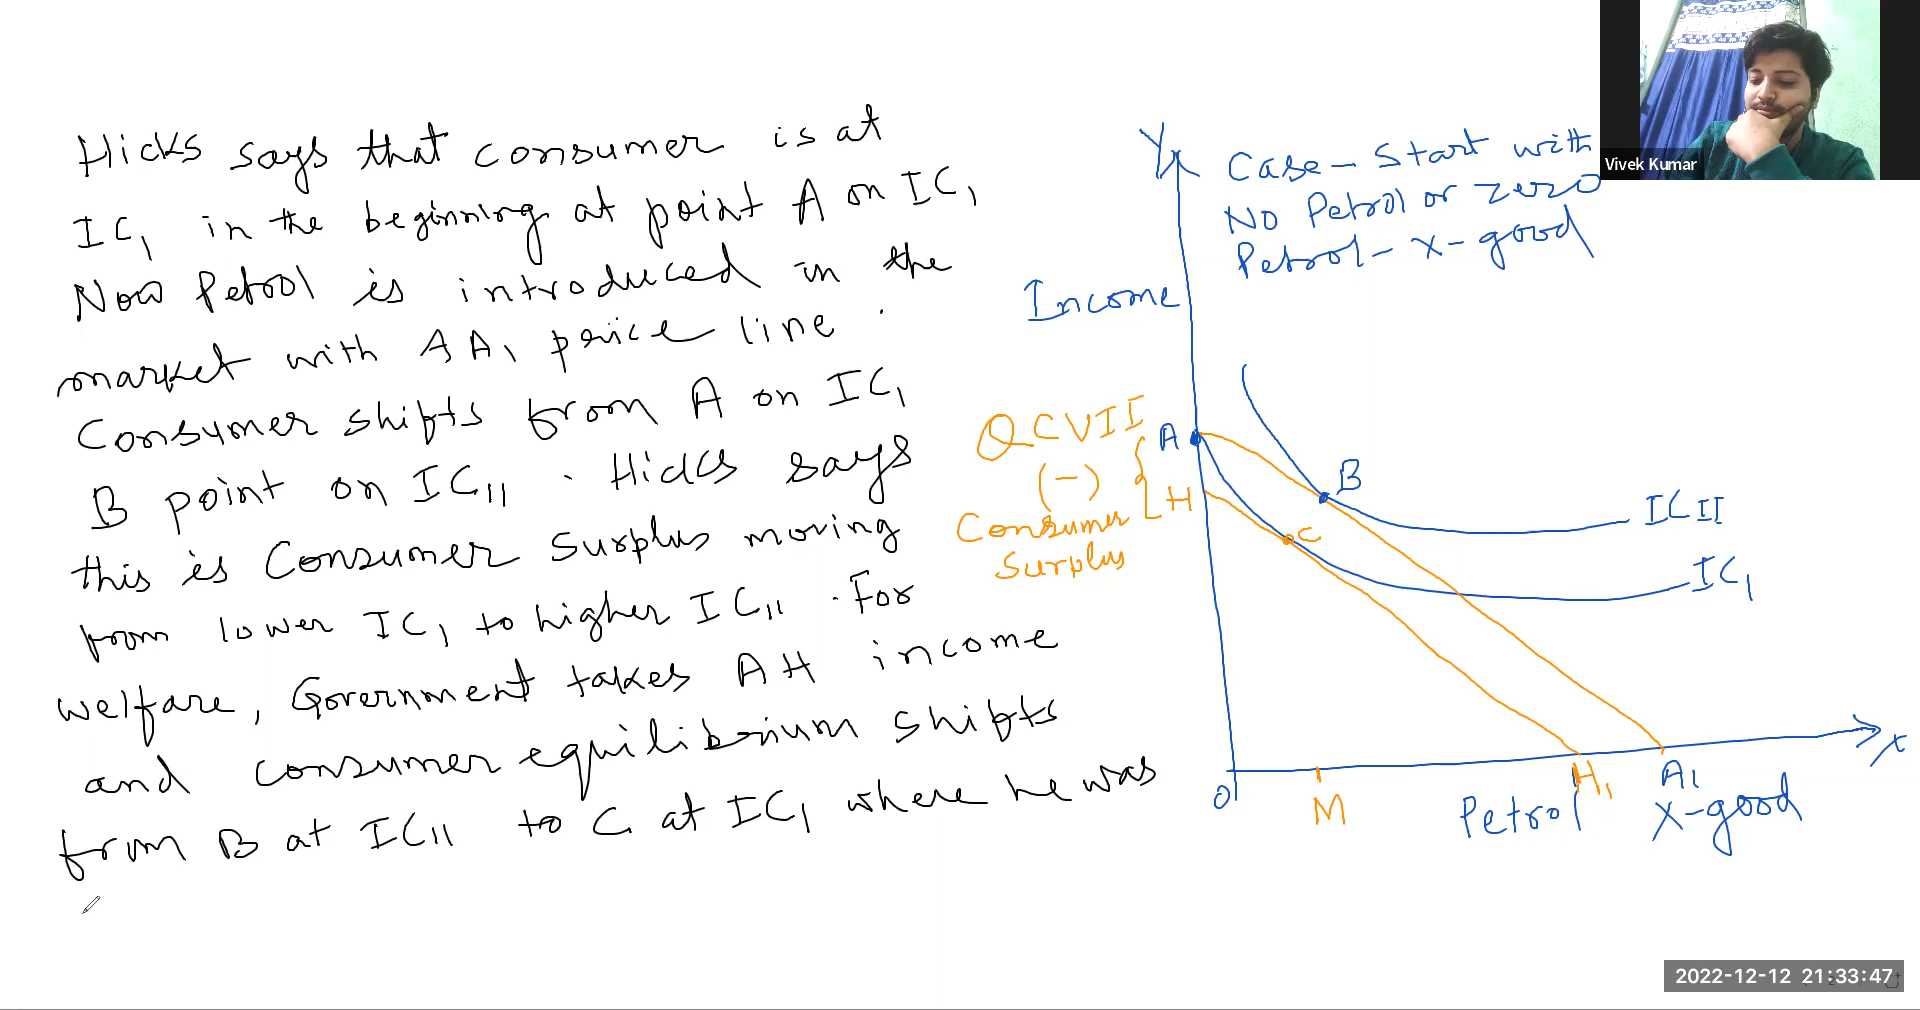 Hicks says that consumer is at
IC1 in the beginning at point A on IC1
Now Petrol is introduced in the
market with AA1 price line.
Consumer shifts from A on IC1
B point on IC11. Hicks says
this is Consumer Surplus moving
from lower IC1 to higher IC11. For
welfare, Government takes AH income
and consumer equilibrium shifts
from B at IC11 to C at IC1 where he was
Y
Case - Start with
No Petrol or zero
Petrol - X-good
Income
QCVII
(-)
Consumer
Surplus
A
H
B
C
ICII
IC1
O
M
H1
A1
X
Petrol
X-good
Vivek Kumar
2022-12-12 21:33:47